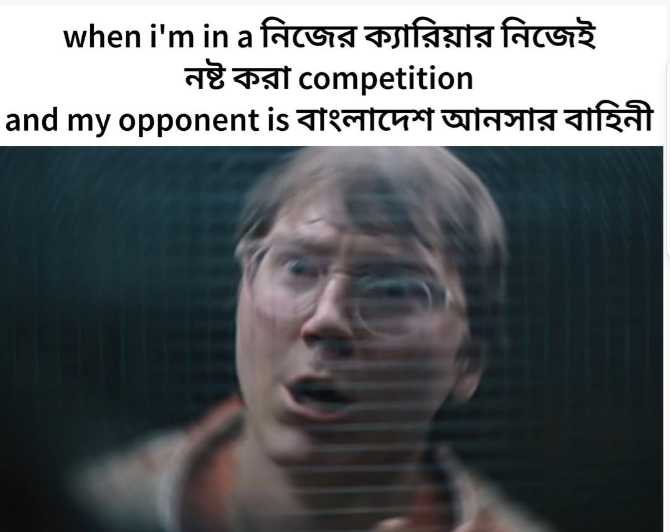 when i'm in a নিজের ক্যারিয়ার নিজেই
নষ্ট করা competition
and my opponent is বাংলাদেশ আনসার বাহিনী